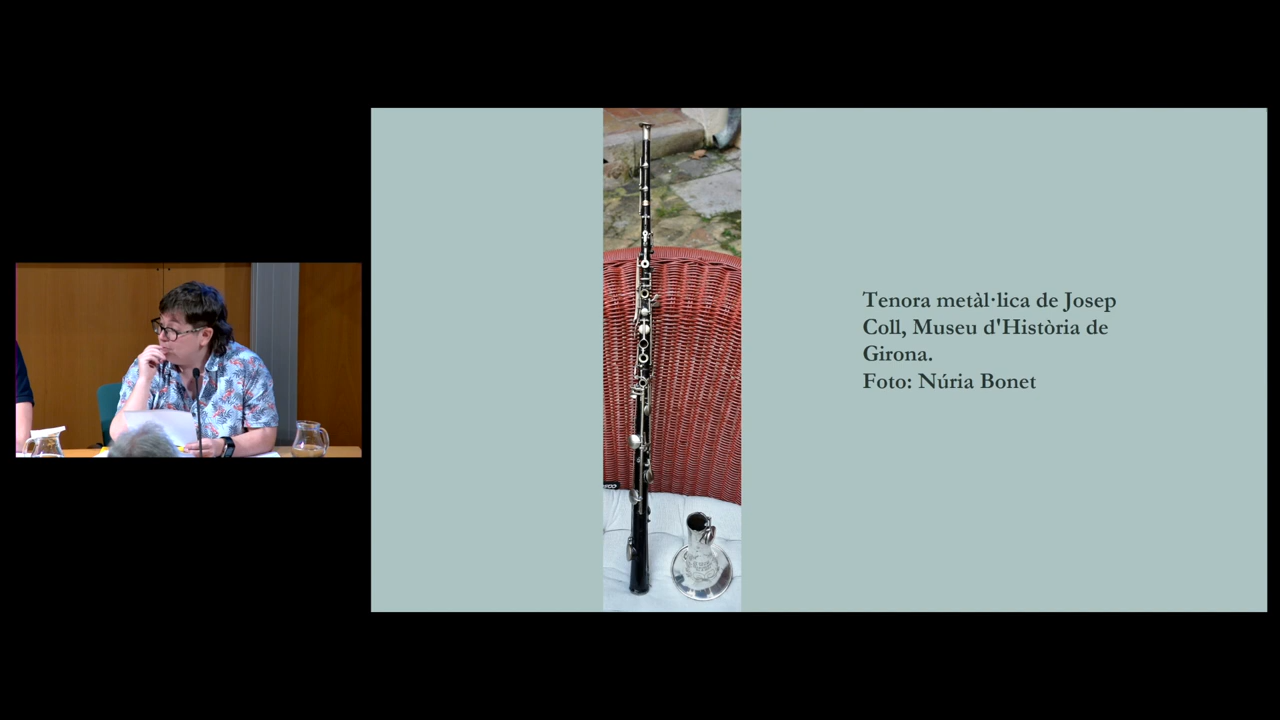 Tenora metàl·lica de Josep
Coll, Museu d'Història de
Girona.
Foto: Núria Bonet